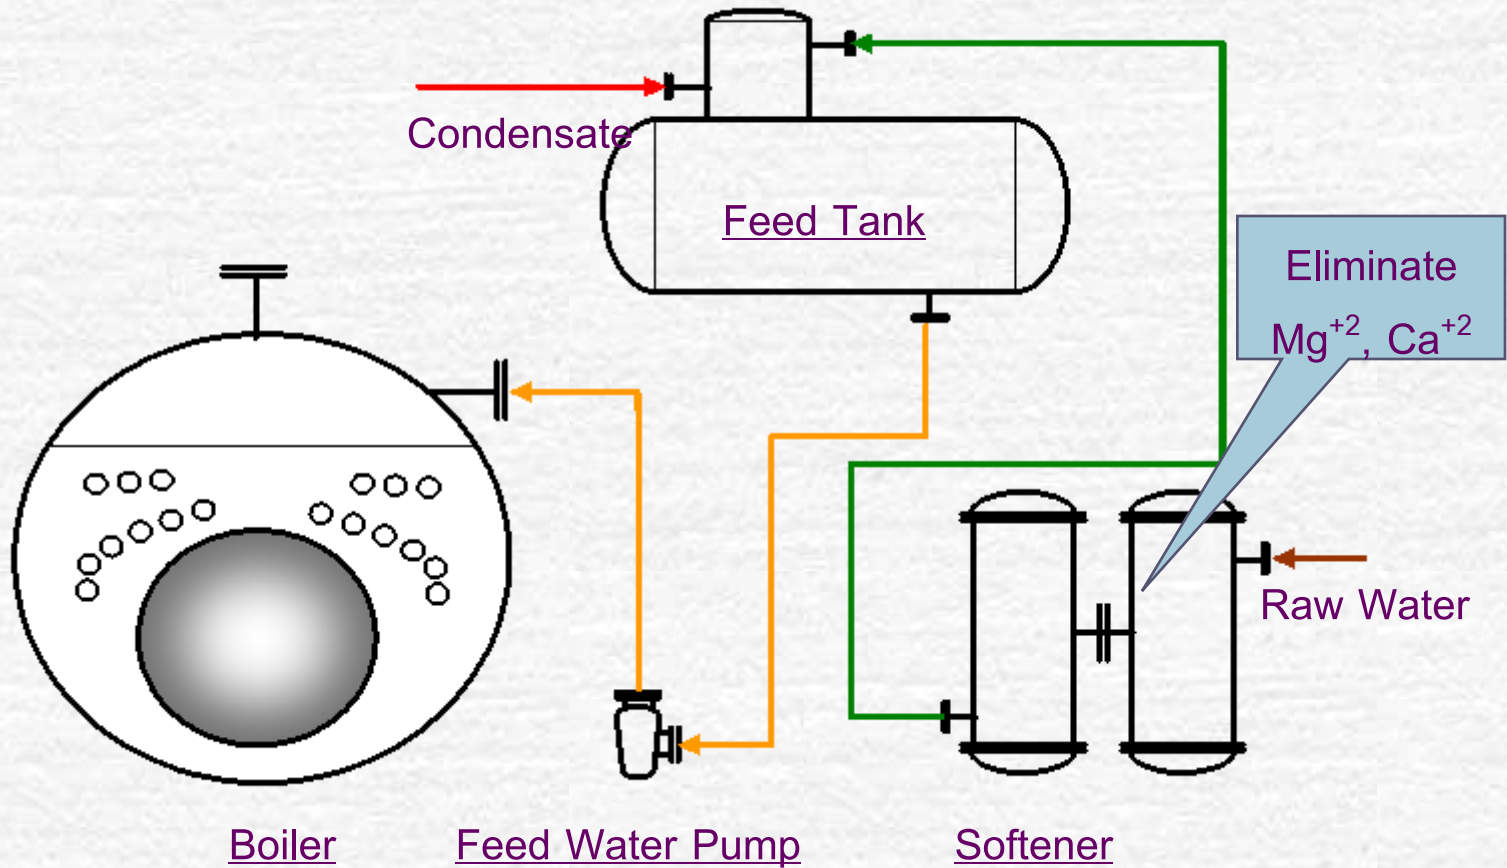 Condensate
Feed Tank
Eliminate
Mg⁺², Ca⁺²
Raw Water
Boiler
Feed Water Pump
Softener